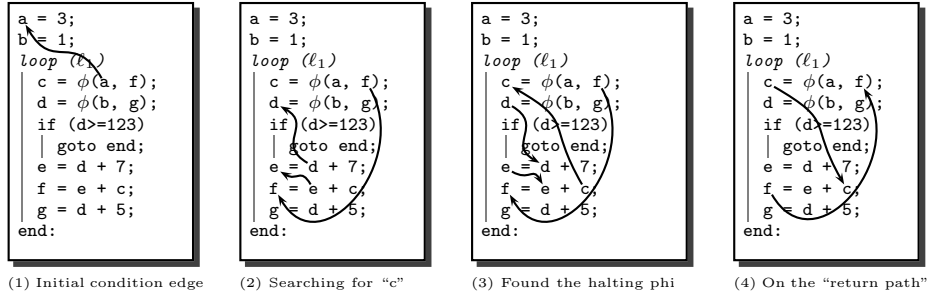 a = 3;
b = 1;
loop (ℓ₁)
c = ϕ(a, f);
d = ϕ(b, g);
if (d>=123)
goto end;
e = d + 7;
f = e + c;
g = d + 5;
end:
(1) Initial condition edge
a = 3;
b = 1;
loop (ℓ₁)
c = ϕ(a, f);
d = ϕ(b, g);
if (d>=123)
goto end;
e = d + 7;
f = e + c;
g = d + 5;
end:
(2) Searching for “c”
a = 3;
b = 1;
loop (ℓ₁)
c = ϕ(a, f);
d = ϕ(b, g);
if (d>=123)
goto end;
e = d + 7;
f = e + c;
g = d + 5;
end:
(3) Found the halting phi
a = 3;
b = 1;
loop (ℓ₁)
c = ϕ(a, f);
d = ϕ(b, g);
if (d>=123)
goto end;
e = d + 7;
f = e + c;
g = d + 5;
end:
(4) On the “return path”